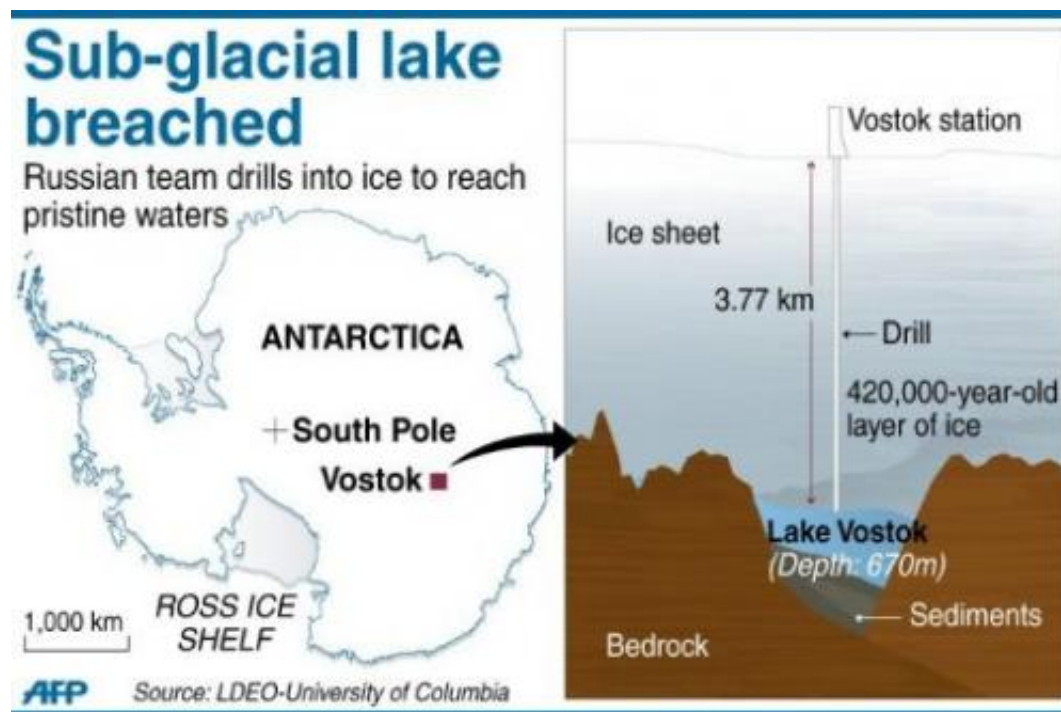 Sub-glacial lake
breached
Russian team drills into ice to reach
pristine waters
ANTARCTICA
South Pole
Vostok
ROSS ICE
SHELF
1,000 km
AFP
Source: LDEO-University of Columbia
Vostok station
Ice sheet
3.77 km
Drill
420,000-year-old
layer of ice
Lake Vostok
(Depth: 670m)
Sediments
Bedrock